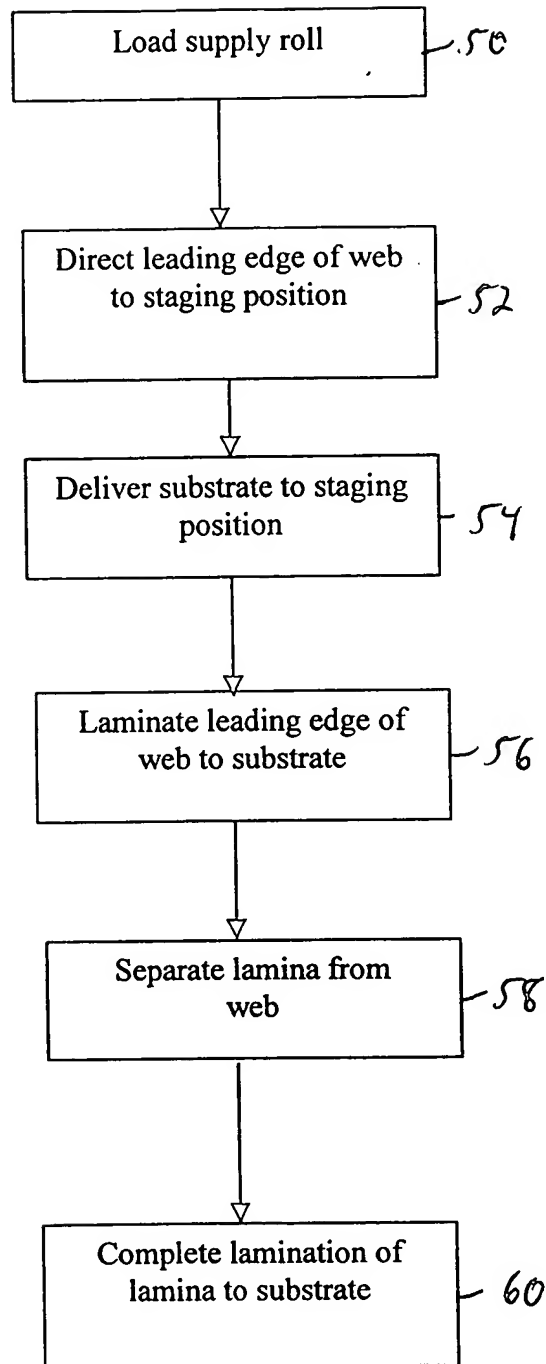 Load supply roll
50
Direct leading edge of web
to staging position
52
Deliver substrate to staging
position
54
Laminate leading edge of
web to substrate
56
Separate lamina from
web
58
Complete lamination of
lamina to substrate
60